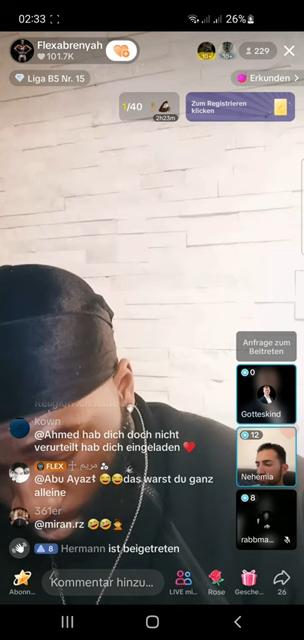 02:33
26%
Flexabrenyah
101.7K
229
Liga B5 Nr. 15
Erkunden >
1/40
2h23m
Zum Registrieren
klicken
Anfrage zum
Beitreten
0
Gotteskind
12
Nehemia
8
rabbma...
kown
@Ahmed hab dich doch nicht
verurteilt hab dich eingeladen ❤️
FLEX
مريم
@Abu Ayaz☦ 😂😂das warst du ganz
alleine
361er
@miran.rz 🤣🤣
8 Hermann ist beigetreten
Abonn...
Kommentar hinzu...
LIVE mi...
Rose
Gesche...
26